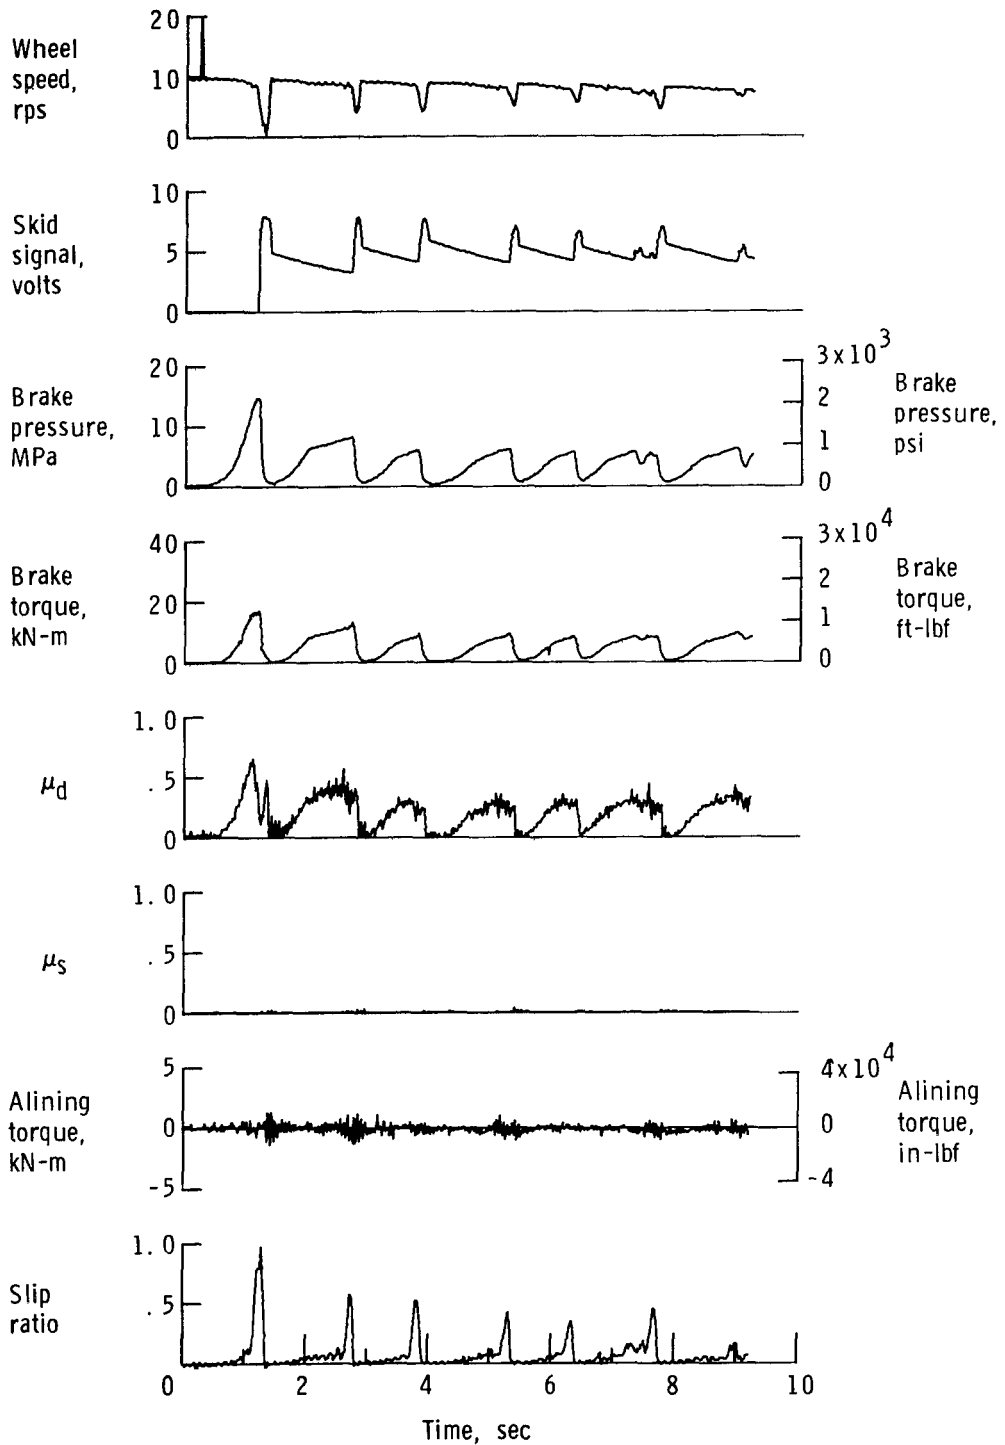 Wheel
speed,
rps
20
10
0
Skid
signal,
volts
10
5
0
Brake
pressure,
MPa
20
10
0
3x10³
2
1
0
Brake
pressure,
psi
Brake
torque,
kN-m
40
20
0
3x10⁴
2
1
0
Brake
torque,
ft-lbf
μd
1.0
.5
0
μs
1.0
.5
0
Alining
torque,
kN-m
5
0
-5
4x10⁴
0
-4
Alining
torque,
in-lbf
Slip
ratio
1.0
.5
0 2 4 6 8 10
Time, sec